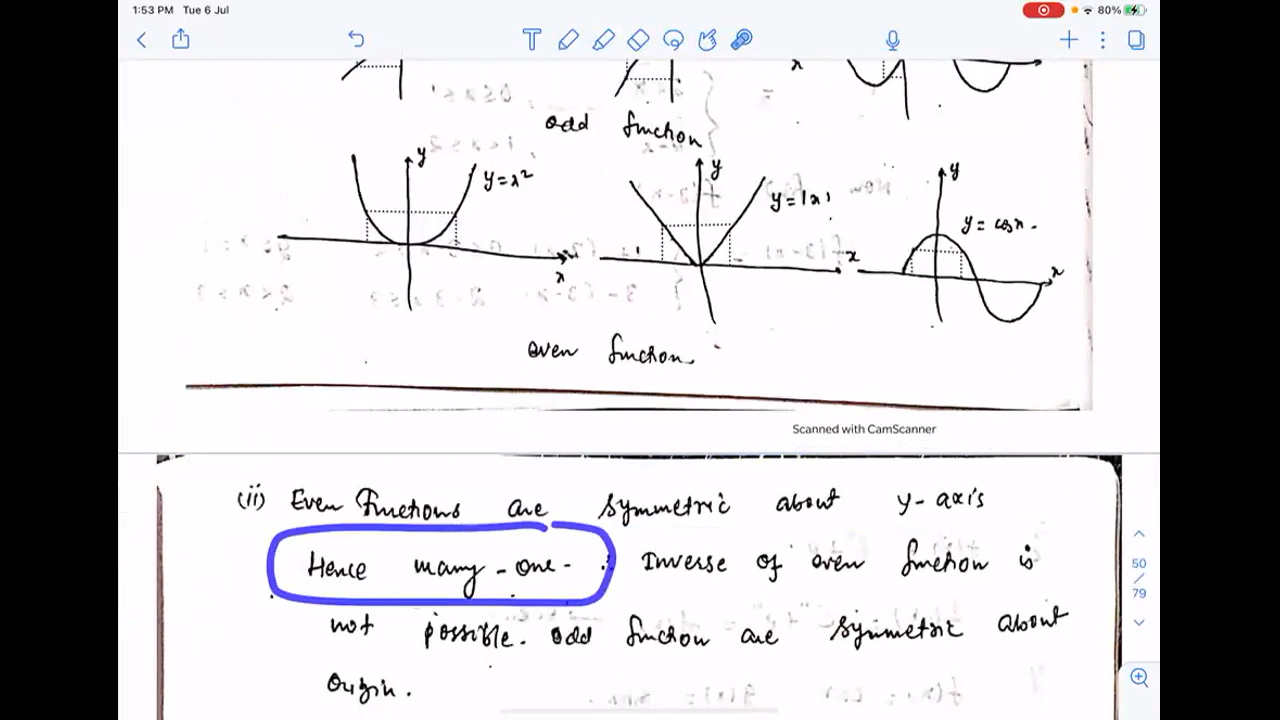 1:53 PM Tue 6 Jul
80%
T
x
odd function
y
y=x²
x
y
y=|x|
x
y
y = cosx
x
even function
Scanned with CamScanner
(ii) Even Functions are symmetric about y-axis
Hence many-one- ∴ Inverse of even function is
not possible. odd function are symmetric about
Origin.
50
/
79